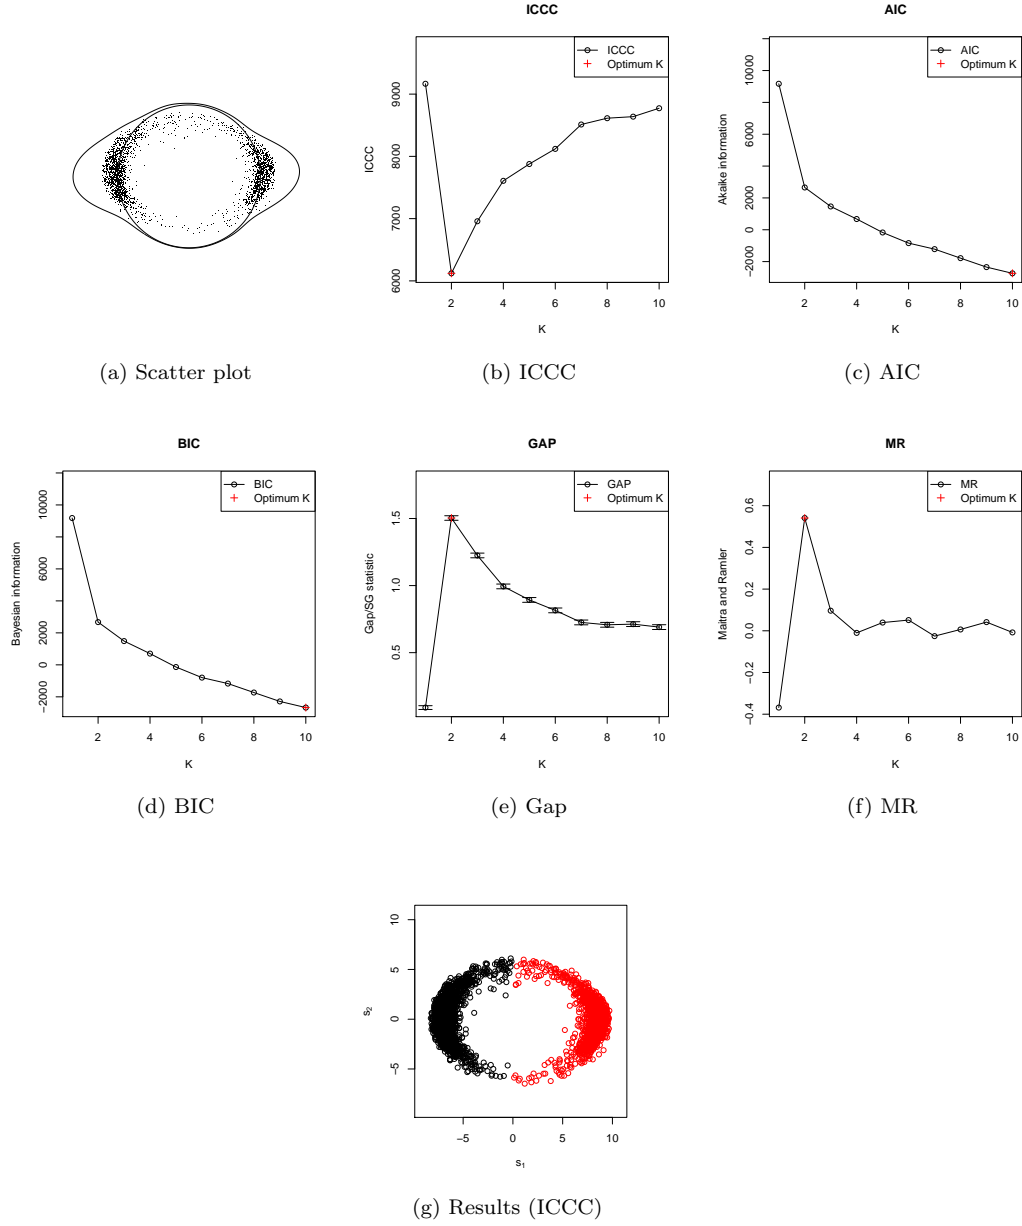 ICCC
AIC
ICCC
Optimum K
AIC
Optimum K
ICCC
6000 7000 8000 9000
Akaike information
−2000 0 2000 6000 10000
2 4 6 8 10
2 4 6 8 10
K
K
(a) Scatter plot
(b) ICCC
(c) AIC
BIC
GAP
MR
BIC
Optimum K
GAP
Optimum K
MR
Optimum K
Bayesian information
−2000 0 2000 6000 10000
Gap/SG statistic
0.5 1.0 1.5
Maitra and Ramler
−0.4 −0.2 0.0 0.2 0.4 0.6
2 4 6 8 10
2 4 6 8 10
2 4 6 8 10
K
K
K
(d) BIC
(e) Gap
(f) MR
s₂
−5 0 5 10
−5 0 5 10
s₁
(g) Results (ICCC)